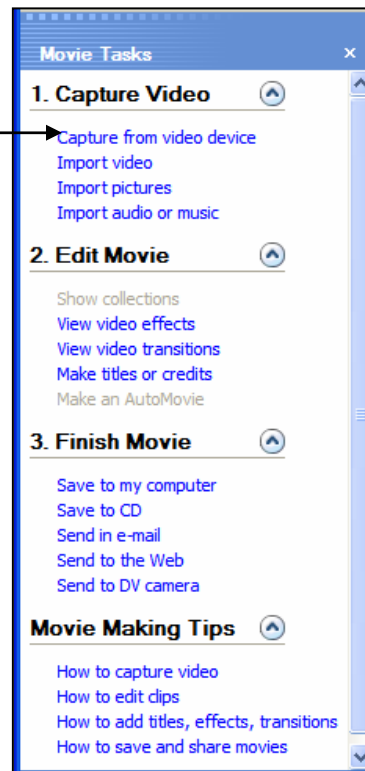 Movie Tasks
1. Capture Video
Capture from video device
Import video
Import pictures
Import audio or music
2. Edit Movie
Show collections
View video effects
View video transitions
Make titles or credits
Make an AutoMovie
3. Finish Movie
Save to my computer
Save to CD
Send in e-mail
Send to the Web
Send to DV camera
Movie Making Tips
How to capture video
How to edit clips
How to add titles, effects, transitions
How to save and share movies